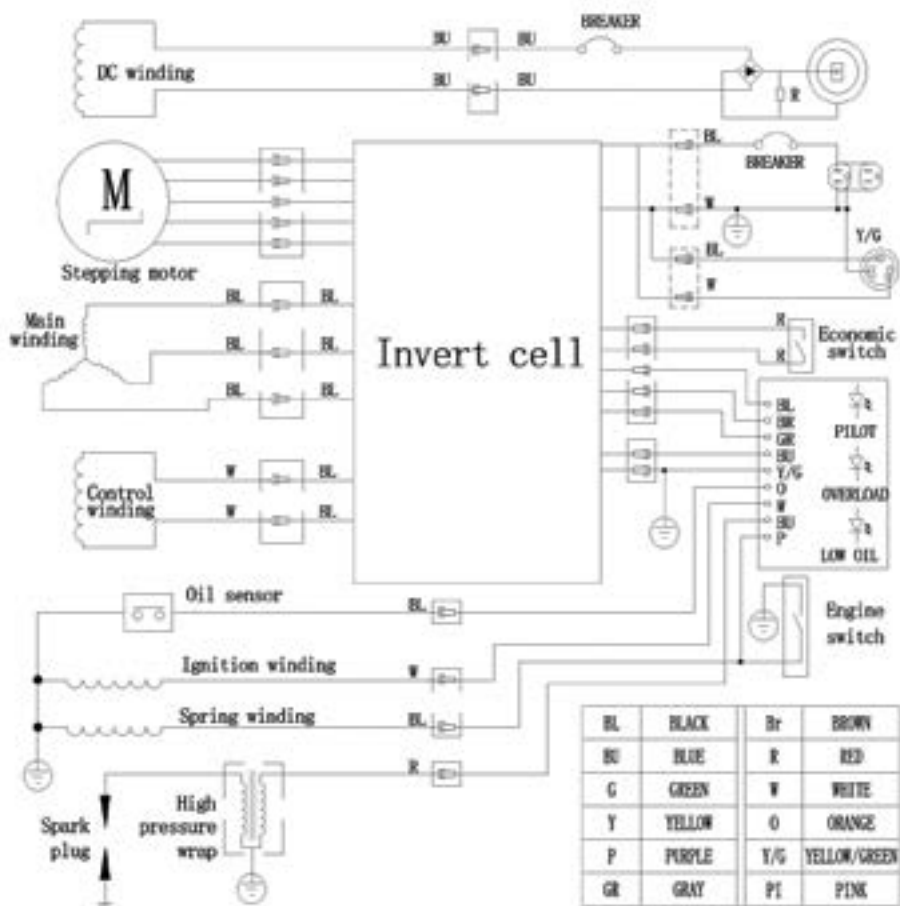 BREAKER
BU
BU
DC winding
BU
BU
R
BL
M
BREAKER
W
Y/G
BL
Stepping motor
W
Main
winding
BL
BL
R
Economic
switch
BL
BL
Invert cell
R
BL
BL
BL
BR
PILOT
GR
BU
Y/G
W
BL
O
OVERLOAD
Control
winding
W
W
BL
BU
P
LOW OIL
Oil sensor
BL
Engine
switch
Ignition winding
W
Spring winding
BL
R
High
pressure
wrap
Spark
plug
BL BLACK Br BROWN
BU BLUE R RED
G GREEN W WHITE
Y YELLOW O ORANGE
P PURPLE Y/G YELLOW/GREEN
GR GRAY PI PINK